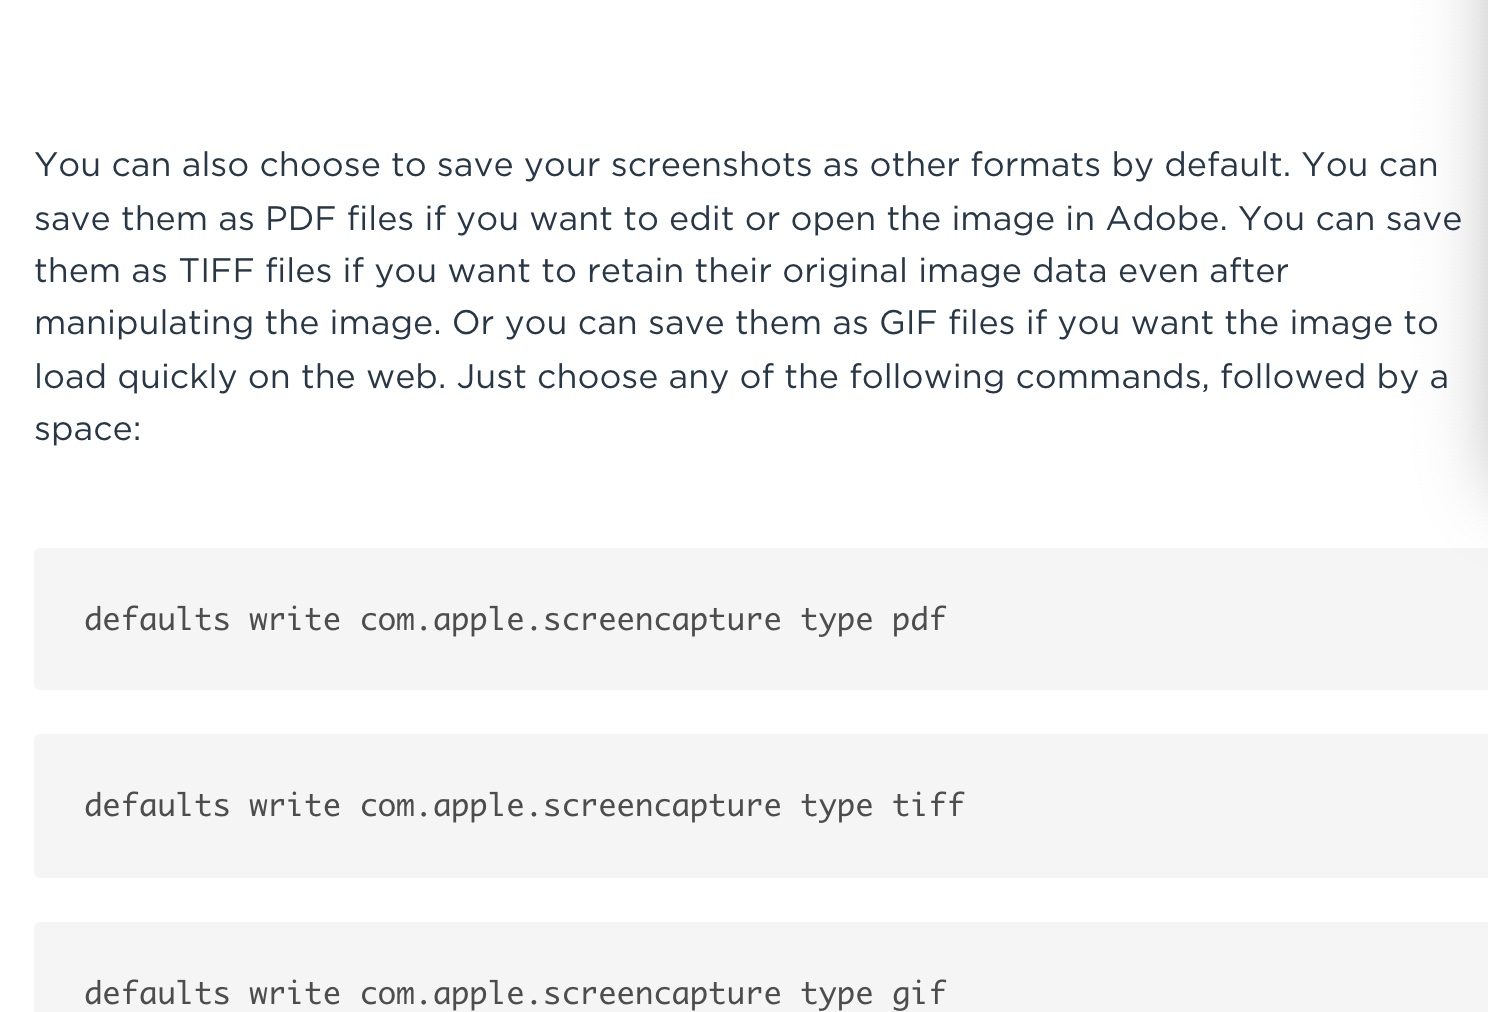 You can also choose to save your screenshots as other formats by default. You can
save them as PDF files if you want to edit or open the image in Adobe. You can save
them as TIFF files if you want to retain their original image data even after
manipulating the image. Or you can save them as GIF files if you want the image to
load quickly on the web. Just choose any of the following commands, followed by a
space:
defaults write com.apple.screencapture type pdf
defaults write com.apple.screencapture type tiff
defaults write com.apple.screencapture type gif